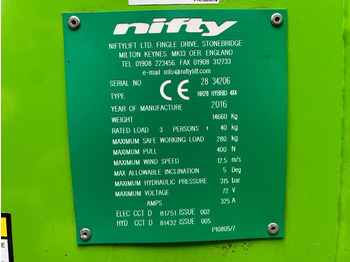 nifty
NIFTYLIFT LTD. FINGLE DRIVE, STONEBRIDGE
MILTON KEYNES. MK13 OER. ENGLAND
TEL 01908 223456. FAX 01908 312733
e-mail info@niftylift.com
SERIAL NO 28 34206
TYPE CE HR28 HYBRID 4X4
YEAR OF MANUFACTURE 2016
WEIGHT 14660 Kg
RATED LOAD 3 PERSONS + 40 kg
MAXIMUM SAFE WORKING LOAD 280 kg
MAXIMUM PULL 400 N
MAXIMUM WIND SPEED 12.5 m/s
MAX ALLOWABLE INCLINATION 5 Deg
MAXIMUM HYDRAULIC PRESSURE 315 bar
MAXIMUM VOLTAGE 72 V
AMPS 325 A
ELEC CCT D 81751 ISSUE 002
HYD CCT D 81432 ISSUE 005
P10805/7